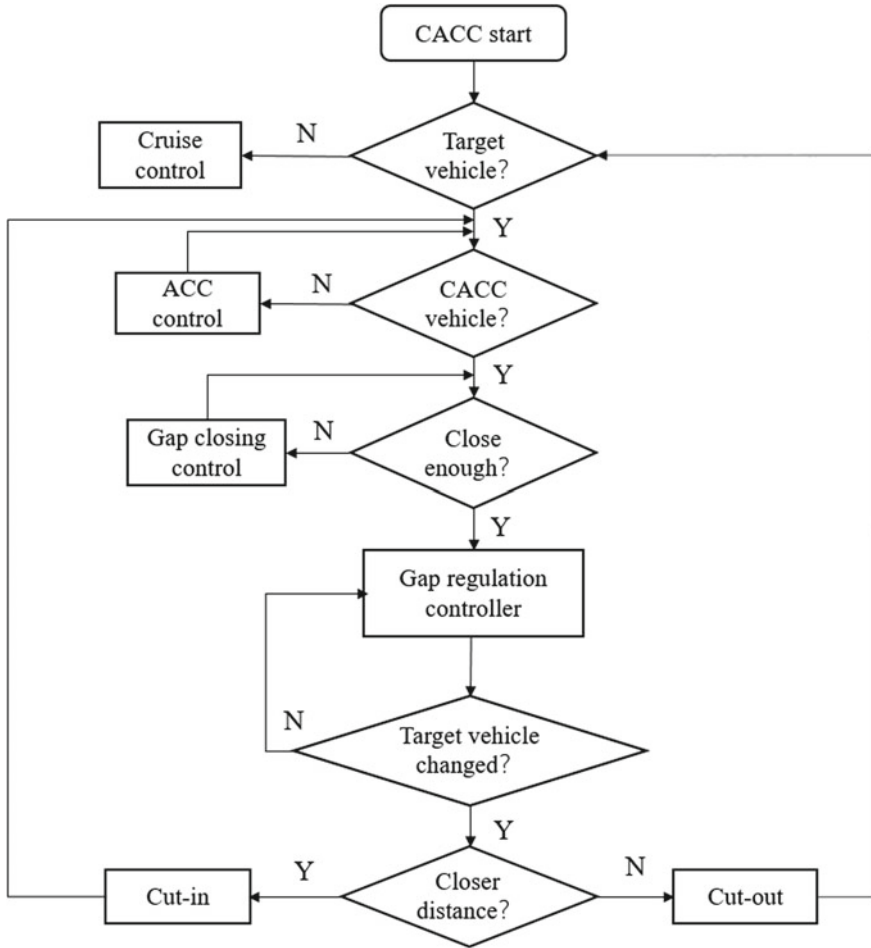 CACC start
N
Cruise
control
Target
vehicle？
Y
ACC
control
N
CACC
vehicle？
Y
Gap closing
control
N
Close
enough？
Y
Gap regulation
controller
N
Target vehicle
changed？
Y
Cut-in
Y
Closer
distance？
N
Cut-out